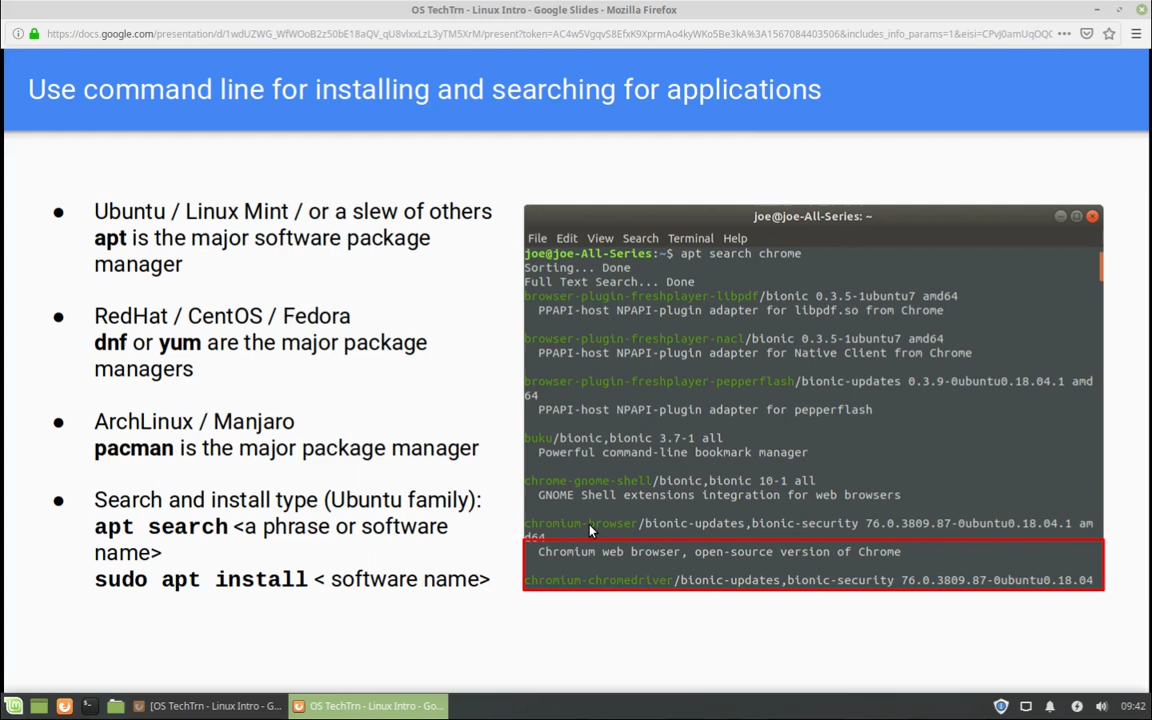 OS TechTrn - Linux Intro - Google Slides - Mozilla Firefox
Use command line for installing and searching for applications
Ubuntu / Linux Mint / or a slew of others
apt is the major software package
manager
RedHat / CentOS / Fedora
dnf or yum are the major package
managers
ArchLinux / Manjaro
pacman is the major package manager
Search and install type (Ubuntu family):
apt search <a phrase or software
name>
sudo apt install < software name>
joe@joe-All-Series: ~
File Edit View Search Terminal Help
joe@joe-All-Series:~$ apt search chrome
Sorting... Done
Full Text Search... Done
browser-plugin-freshplayer-libpdf/bionic 0.3.5-1ubuntu7 amd64
PPAPI-host NPAPI-plugin adapter for libpdf.so from Chrome
browser-plugin-freshplayer-nacl/bionic 0.3.5-1ubuntu7 amd64
PPAPI-host NPAPI-plugin adapter for Native Client from Chrome
browser-plugin-freshplayer-pepperflash/bionic-updates 0.3.9-0ubuntu0.18.04.1 amd
64
PPAPI-host NPAPI-plugin adapter for pepperflash
buku/bionic,bionic 3.7-1 all
Powerful command-line bookmark manager
chrome-gnome-shell/bionic,bionic 10-1 all
GNOME Shell extensions integration for web browsers
chromium-browser/bionic-updates,bionic-security 76.0.3809.87-0ubuntu0.18.04.1 am
d64
Chromium web browser, open-source version of Chrome
chromium-chromedriver/bionic-updates,bionic-security 76.0.3809.87-0ubuntu0.18.04
[OS TechTrn - Linux Intro - Google S...
OS TechTrn - Linux Intro - Go...
09:42